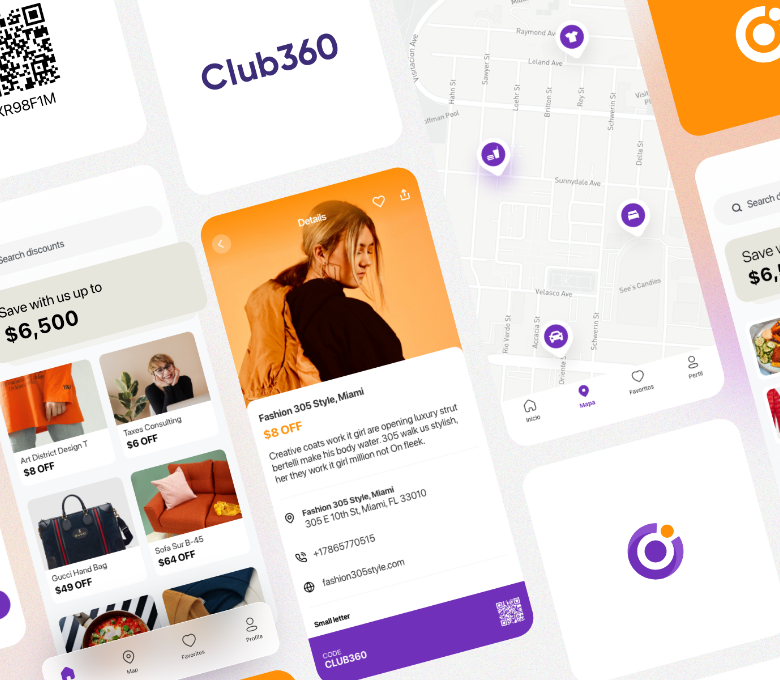 XR98F1M
Club360
Search discounts
Save with us up to
$6,500
Art District Design T
$8 OFF
Taxes Consulting
$6 OFF
Gucci Hand Bag
$49 OFF
Sofa Sur B-45
$64 OFF
Map
Favorites
Profile
Details
Fashion 305 Style, Miami
$8 OFF
Creative coats work it girl are opening luxury strut
bertelli make his body water. 305 walk us stylish,
her they work it girl million not On fleek.
Fashion 305 Style, Miami
305 E 10th St, Miami, FL 33010
+17865770515
fashion305style.com
Small letter
CODE
CLUB360
Visitacion Ave
Raymond Ave
Leland Ave
Hahn St
Sawyer St
Loehr St
Britton St
Rey St
Schwerin St
Delta St
Sunnydale Ave
Velasco Ave
See's Candies
Rio Verde St
Accacia St
Schwerin St
Inicio
Mapa
Favoritos
Perfil
Search d
Save w
$6,5